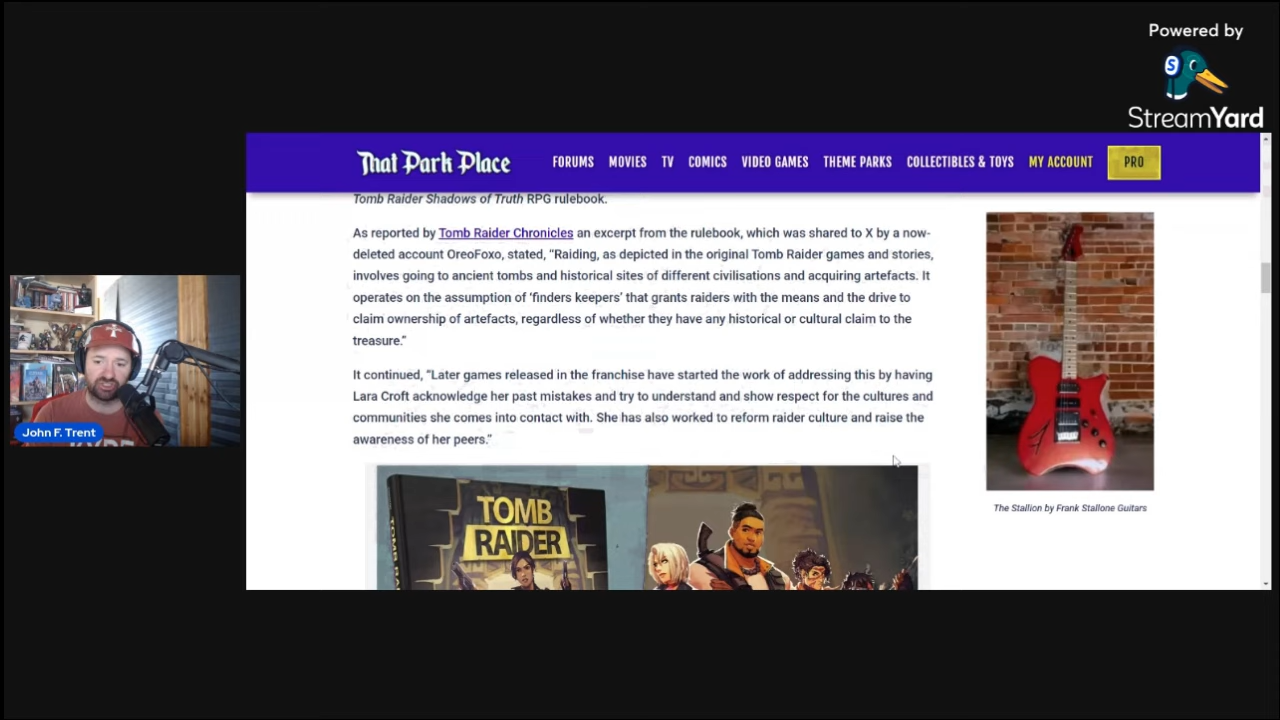 Powered by
StreamYard
That Park Place
FORUMS MOVIES TV COMICS VIDEO GAMES THEME PARKS COLLECTIBLES & TOYS MY ACCOUNT PRO
Tomb Raider Shadows of Truth RPG rulebook.
As reported by Tomb Raider Chronicles an excerpt from the rulebook, which was shared to X by a now-
deleted account OreoFoxo, stated, “Raiding, as depicted in the original Tomb Raider games and stories,
involves going to ancient tombs and historical sites of different civilisations and acquiring artefacts. It
operates on the assumption of ‘finders keepers’ that grants raiders with the means and the drive to
claim ownership of artefacts, regardless of whether they have any historical or cultural claim to the
treasure.”
It continued, “Later games released in the franchise have started the work of addressing this by having
Lara Croft acknowledge her past mistakes and try to understand and show respect for the cultures and
communities she comes into contact with. She has also worked to reform raider culture and raise the
awareness of her peers.”
TOMB
RAIDER
The Stallion by Frank Stallone Guitars
John F. Trent